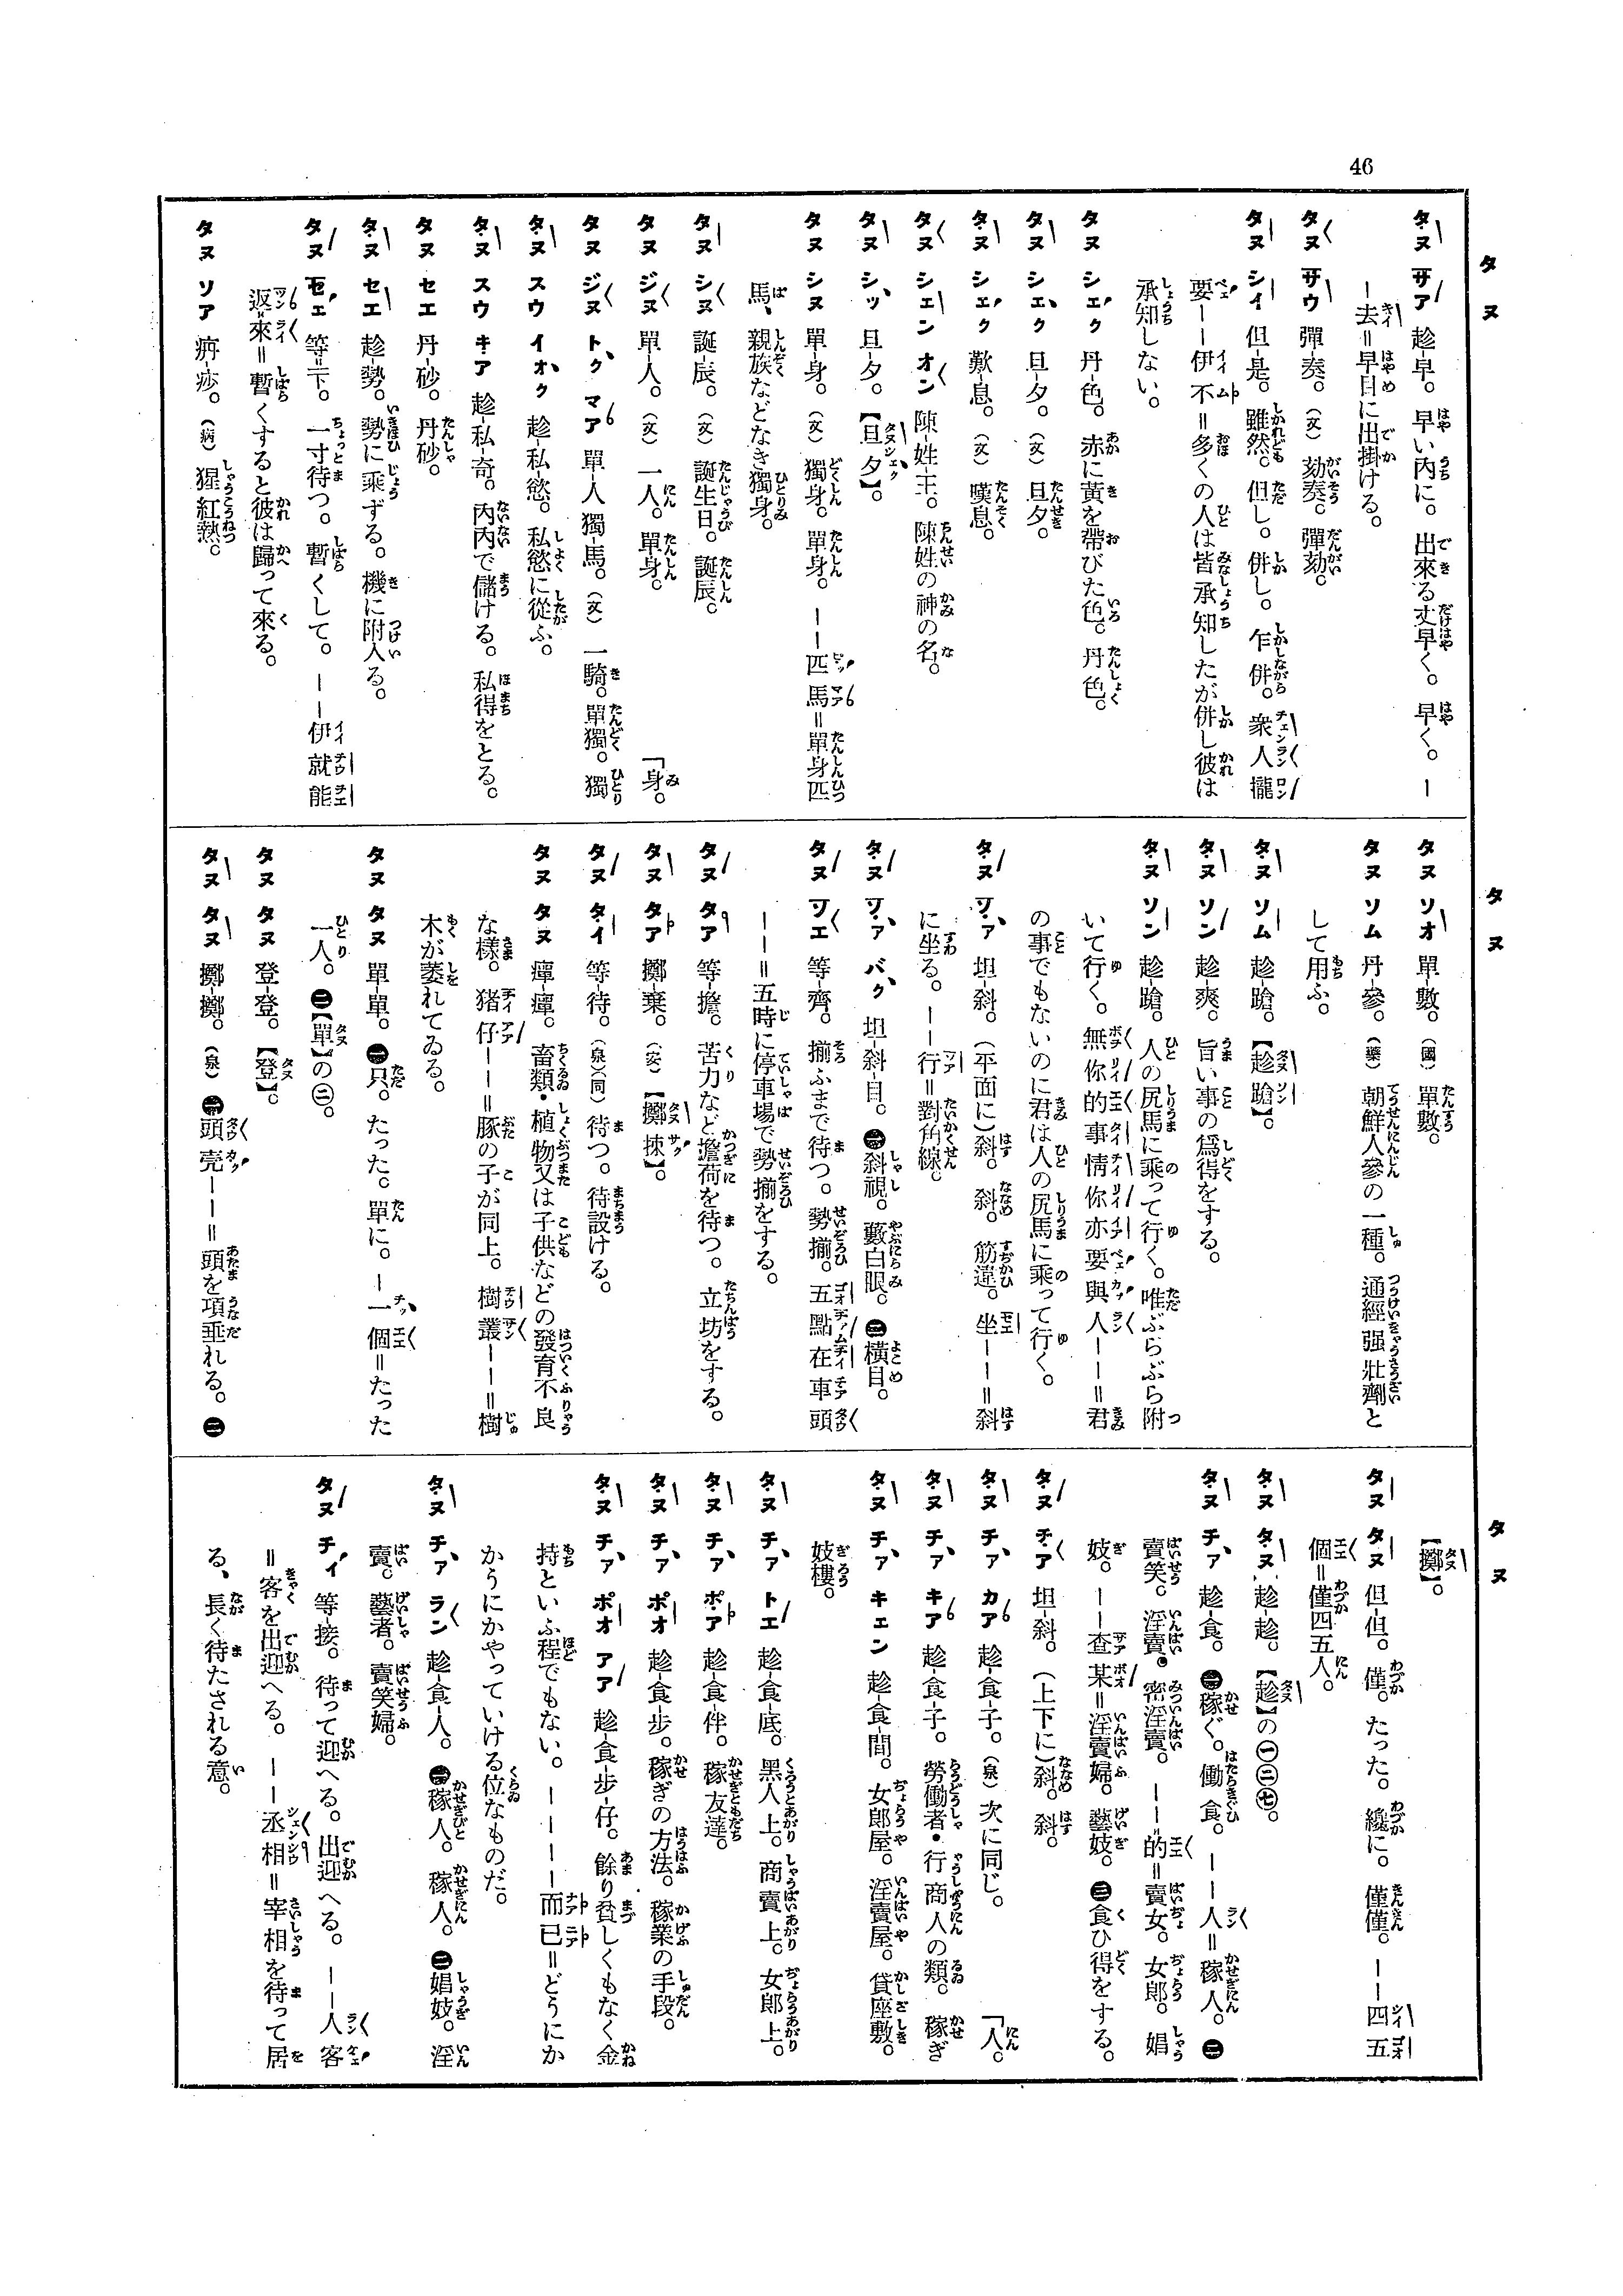 46
タヌ
タヌ サア 趁-早。早い內に。出來る丈早く。早く。—
—去＝早目に出掛ける。
タヌ サウ 彈-奏。（文）劾奏。彈劾。
タヌ シイ 但-是。雖然。但し。併し。乍併。衆人攏
要——伊不＝多くの人は皆承知したが併し彼は
承知しない。
タヌ シェク 丹-色。赤に黃を帶びた色。丹色。
タヌ シェク 旦-夕。（文）旦夕。
タヌ シェク 歎-息。（文）嘆息。
タヌ シェン オン 陳-姓-王。陳姓の神の名。
タヌ シッ 旦-夕。【旦夕】。
タヌ シヌ 單-身。（文）獨身。單身。——匹馬＝單身匹
馬、親族などなき獨身。
タヌ シヌ 誕-辰。（文）誕生日。誕辰。
タヌ ジヌ 單-人。（文）一人。單身。「身。
タヌ ジヌ トク マア 單-人 獨-馬。（文）一騎。單獨。獨
タヌ スウ イオク 趁-私-慾。私慾に從ふ。
タヌ スウ キア 趁-私-奇。內內で儲ける。私得をとる。
タヌ セエ 丹-砂。丹砂。
タヌ セエ 趁-勢。勢に乘ずる。機に附入る。
タヌ セェ 等-下。一寸待つ。暫くして。——伊就能
返來＝暫くすると彼は歸って來る。
タヌ ソア 痹-痧。（病）猩紅熱。
タヌ
タヌ ソオ 單-數。（國）單數。
タヌ ソム 丹-參。（藥）朝鮮人參の一種。通經强壯劑と
して用ふ。
タヌ ソム 趁-蹌。【趁蹌】。
タヌ ソン 趁-爽。旨い事の爲得をする。
タヌ ソン 趁-蹌。人の尻馬に乘って行く。唯ぶらぶら附
いて行く。無你的事情你亦要與人——＝君
の事でもないのに君は人の尻馬に乘って行く。
タヌ ツァ 坦-斜。（平面に）斜。斜。筋違。坐——＝斜
に坐る。——行＝對角線。
タヌ ツァ バク 坦-斜-目。㊀斜視。藪白眼。㊁橫目。
タヌ ツエ 等-齊。揃ふまで待つ。勢揃。五點在車頭
——＝五時に停車場で勢揃をする。
タヌ タア 等-擔。苦力など擔荷を待つ。立坊をする。
タヌ タア 擲-棄。（安）【擲捒】。
タヌ タイ 等-待。（泉）（同）待つ。待設ける。
タヌ タヌ 癉-癉。畜類・植物又は子供などの發育不良
な樣。猪仔——＝豚の子が同上。樹叢——＝樹
木が萎れてゐる。
タヌ タヌ 單-單。㊀只。たった。單に。—一個＝たった
一人。㊁【單】の㊁。
タヌ タヌ 登-登。【登】。
タヌ タヌ 擲-擲。（泉）㊀頭壳——＝頭を項垂れる。㊁
タヌ
【擲】。
タヌ タヌ 但-但。僅。たった。纔に。僅僅。——四五
個＝僅四五人。
タヌ タヌ 趁-趁。【趁】の㊀㊁㊆。
タヌ チァ 趁-食。㊀稼ぐ。働食。——人＝稼人。㊁
賣笑。淫賣。密淫賣。——的＝賣女。女郞。娼
妓。——查某＝淫賣婦。藝妓。㊂食ひ得をする。
タヌ チァ 坦-斜。（上下に）斜。斜。
タヌ チァ カア 趁-食-子。（泉）次に同じ。「人。
タヌ チァ キア 趁-食-子。勞働者・行商人の類。稼ぎ
タヌ チァ キェン 趁-食-間。女郞屋。淫賣屋。貸座敷。
妓樓。
タヌ チァ トエ 趁-食-底。黑人上。商賣上。女郞上。
タヌ チァ ポア 趁-食-伴。稼友達。
タヌ チァ ポオ 趁-食-步。稼ぎの方法。稼業の手段。
タヌ チァ ポオ アア 趁-食-步-仔。餘り貧しくもなく金
持といふ程でもない。————而已＝どうにか
かうにかやっていける位なものだ。
タヌ チァ ラン 趁-食-人。㊀稼人。稼人。㊁娼妓。淫
賣。藝者。賣笑婦。
タヌ チィ 等-接。待って迎へる。出迎へる。——人客
＝客を出迎へる。——丞相＝宰相を待って居
る、長く待たされる意。